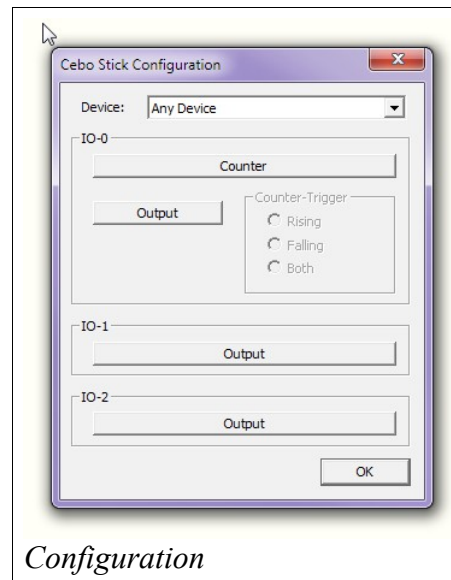 Cebo Stick Configuration
Device: Any Device
IO-0
Counter
Output
Counter-Trigger
Rising
Falling
Both
IO-1
Output
IO-2
Output
OK
Configuration